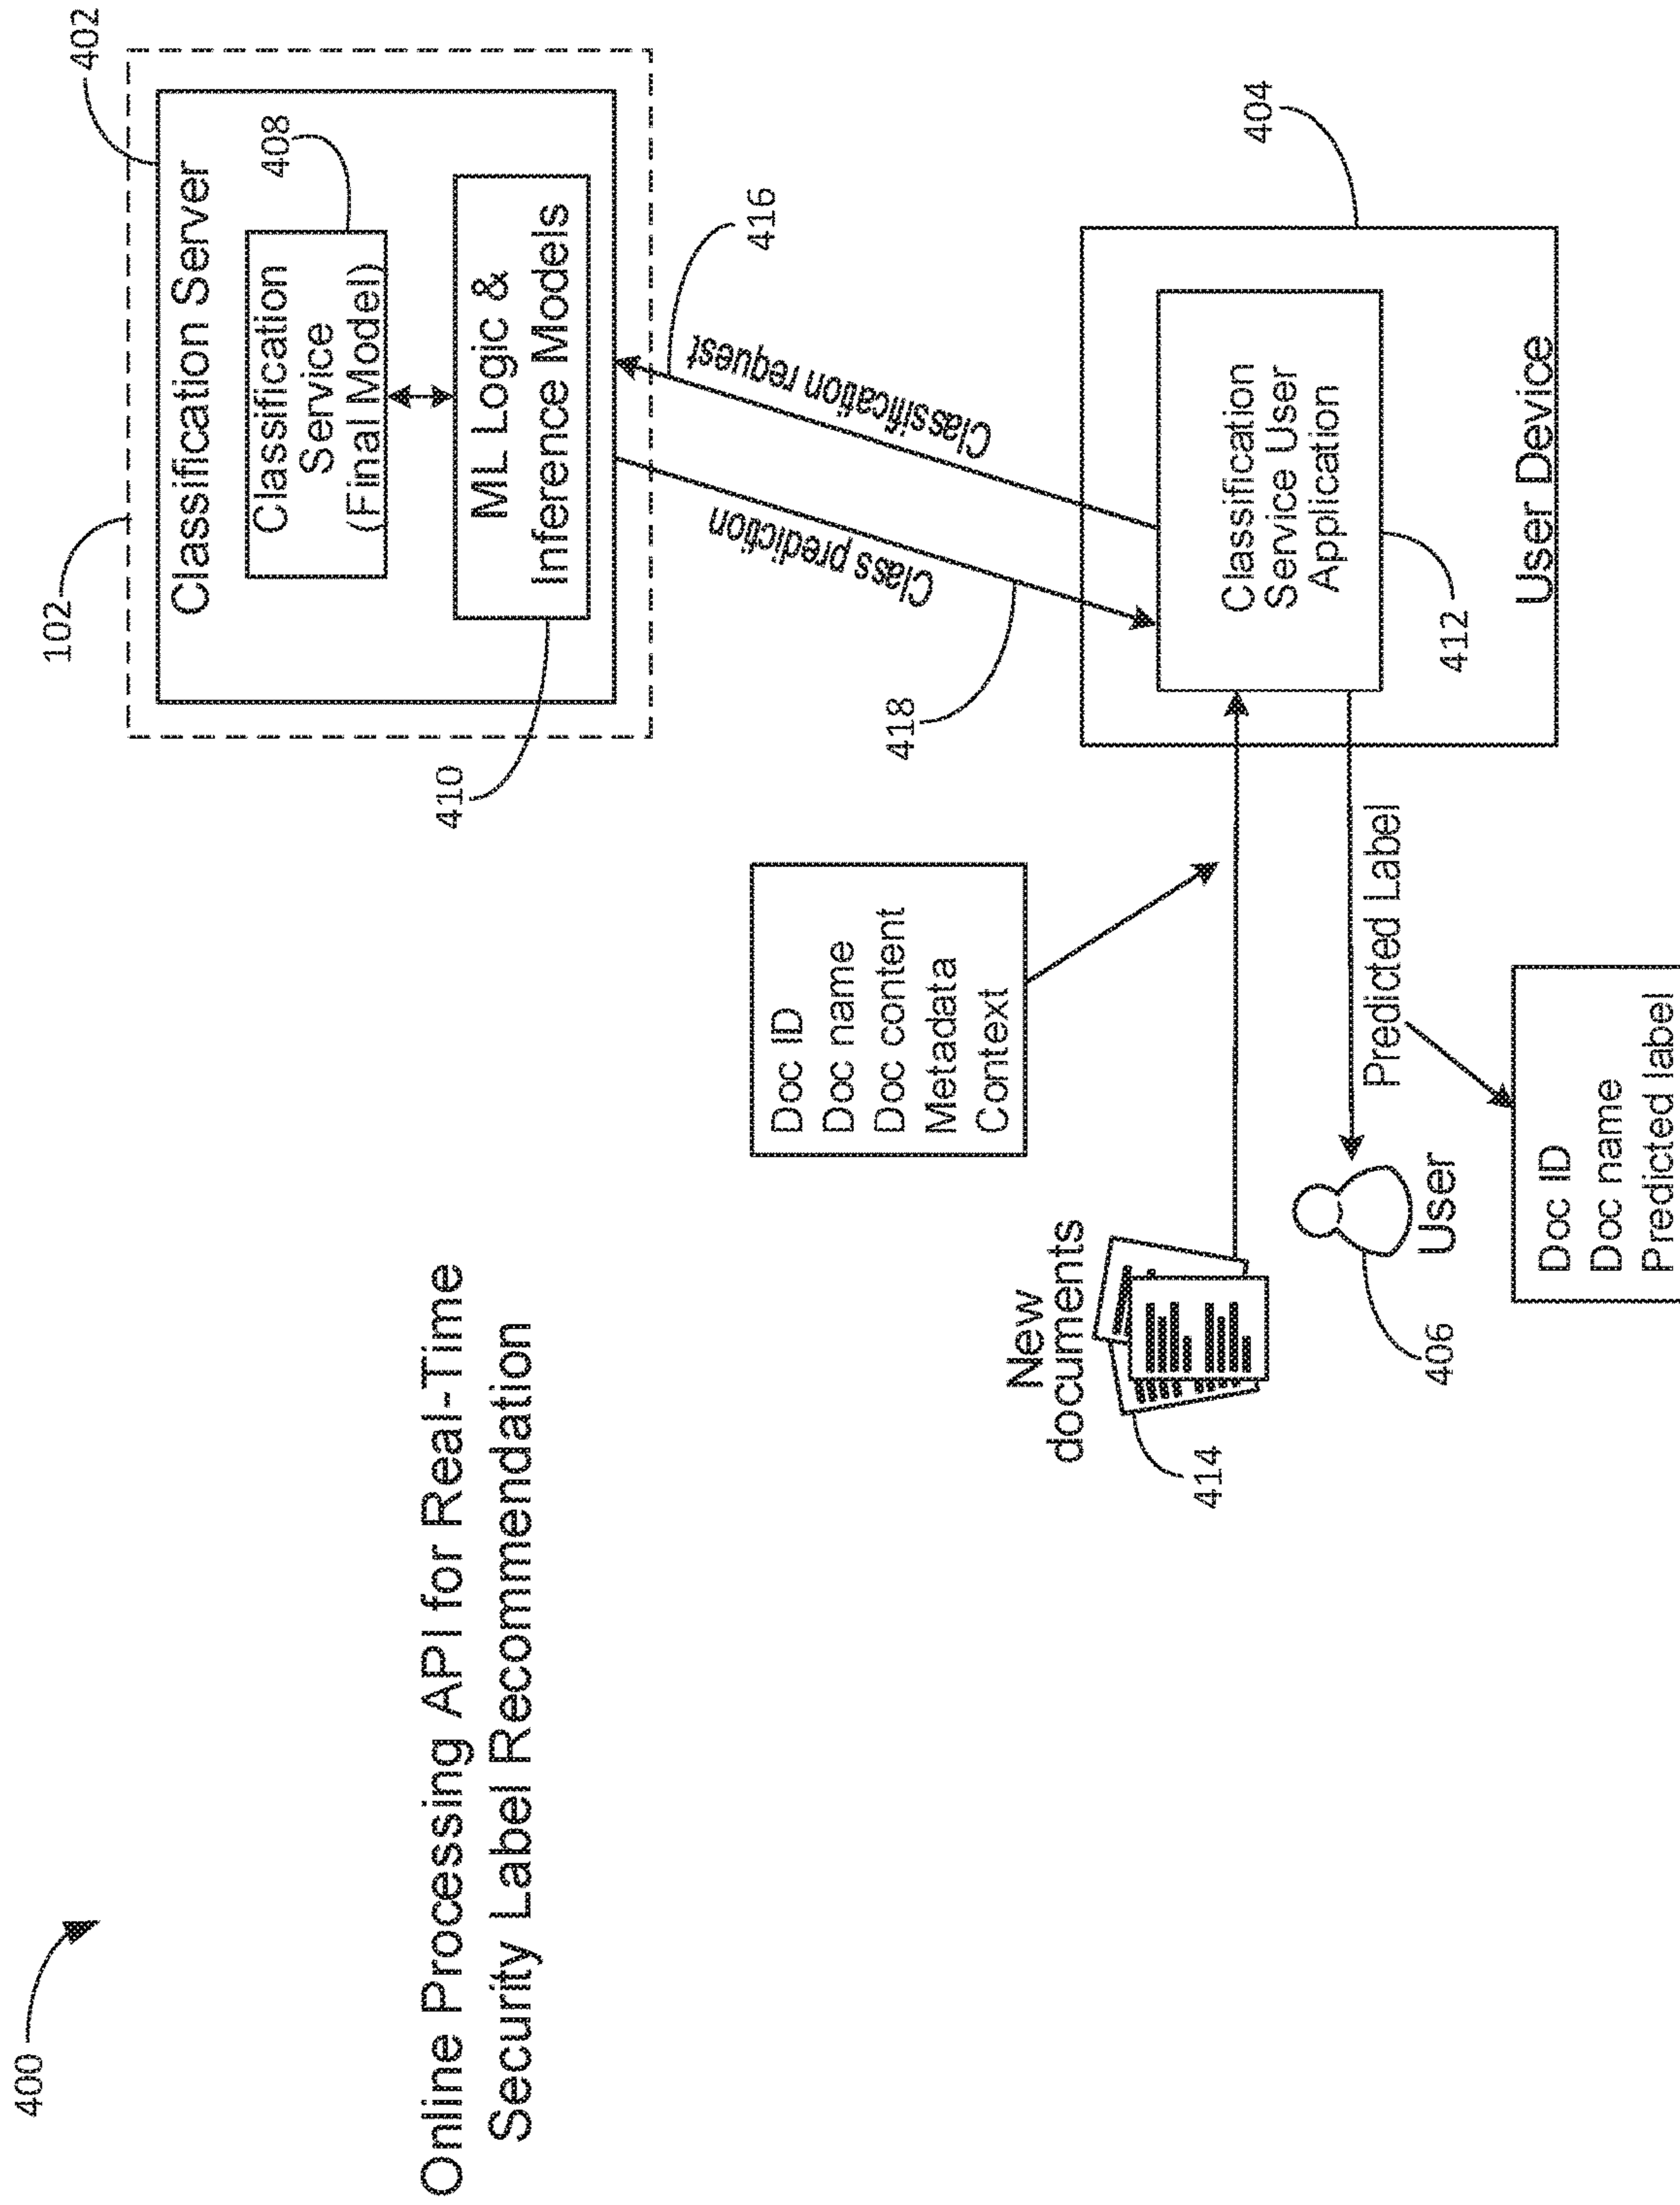 400
Online Processing API for Real-Time
Security Label Recommendation
102
402
Classification Server
Classification
Service
(Final Model)
408
ML Logic &
Inference Models
410
416
Classification request
Class prediction
418
Doc ID
Doc name
Doc content
Metadata
Context
404
Classification
Service User
Application
412
User Device
New
documents
414
Predicted Label
User
406
Doc ID
Doc name
Predicted label